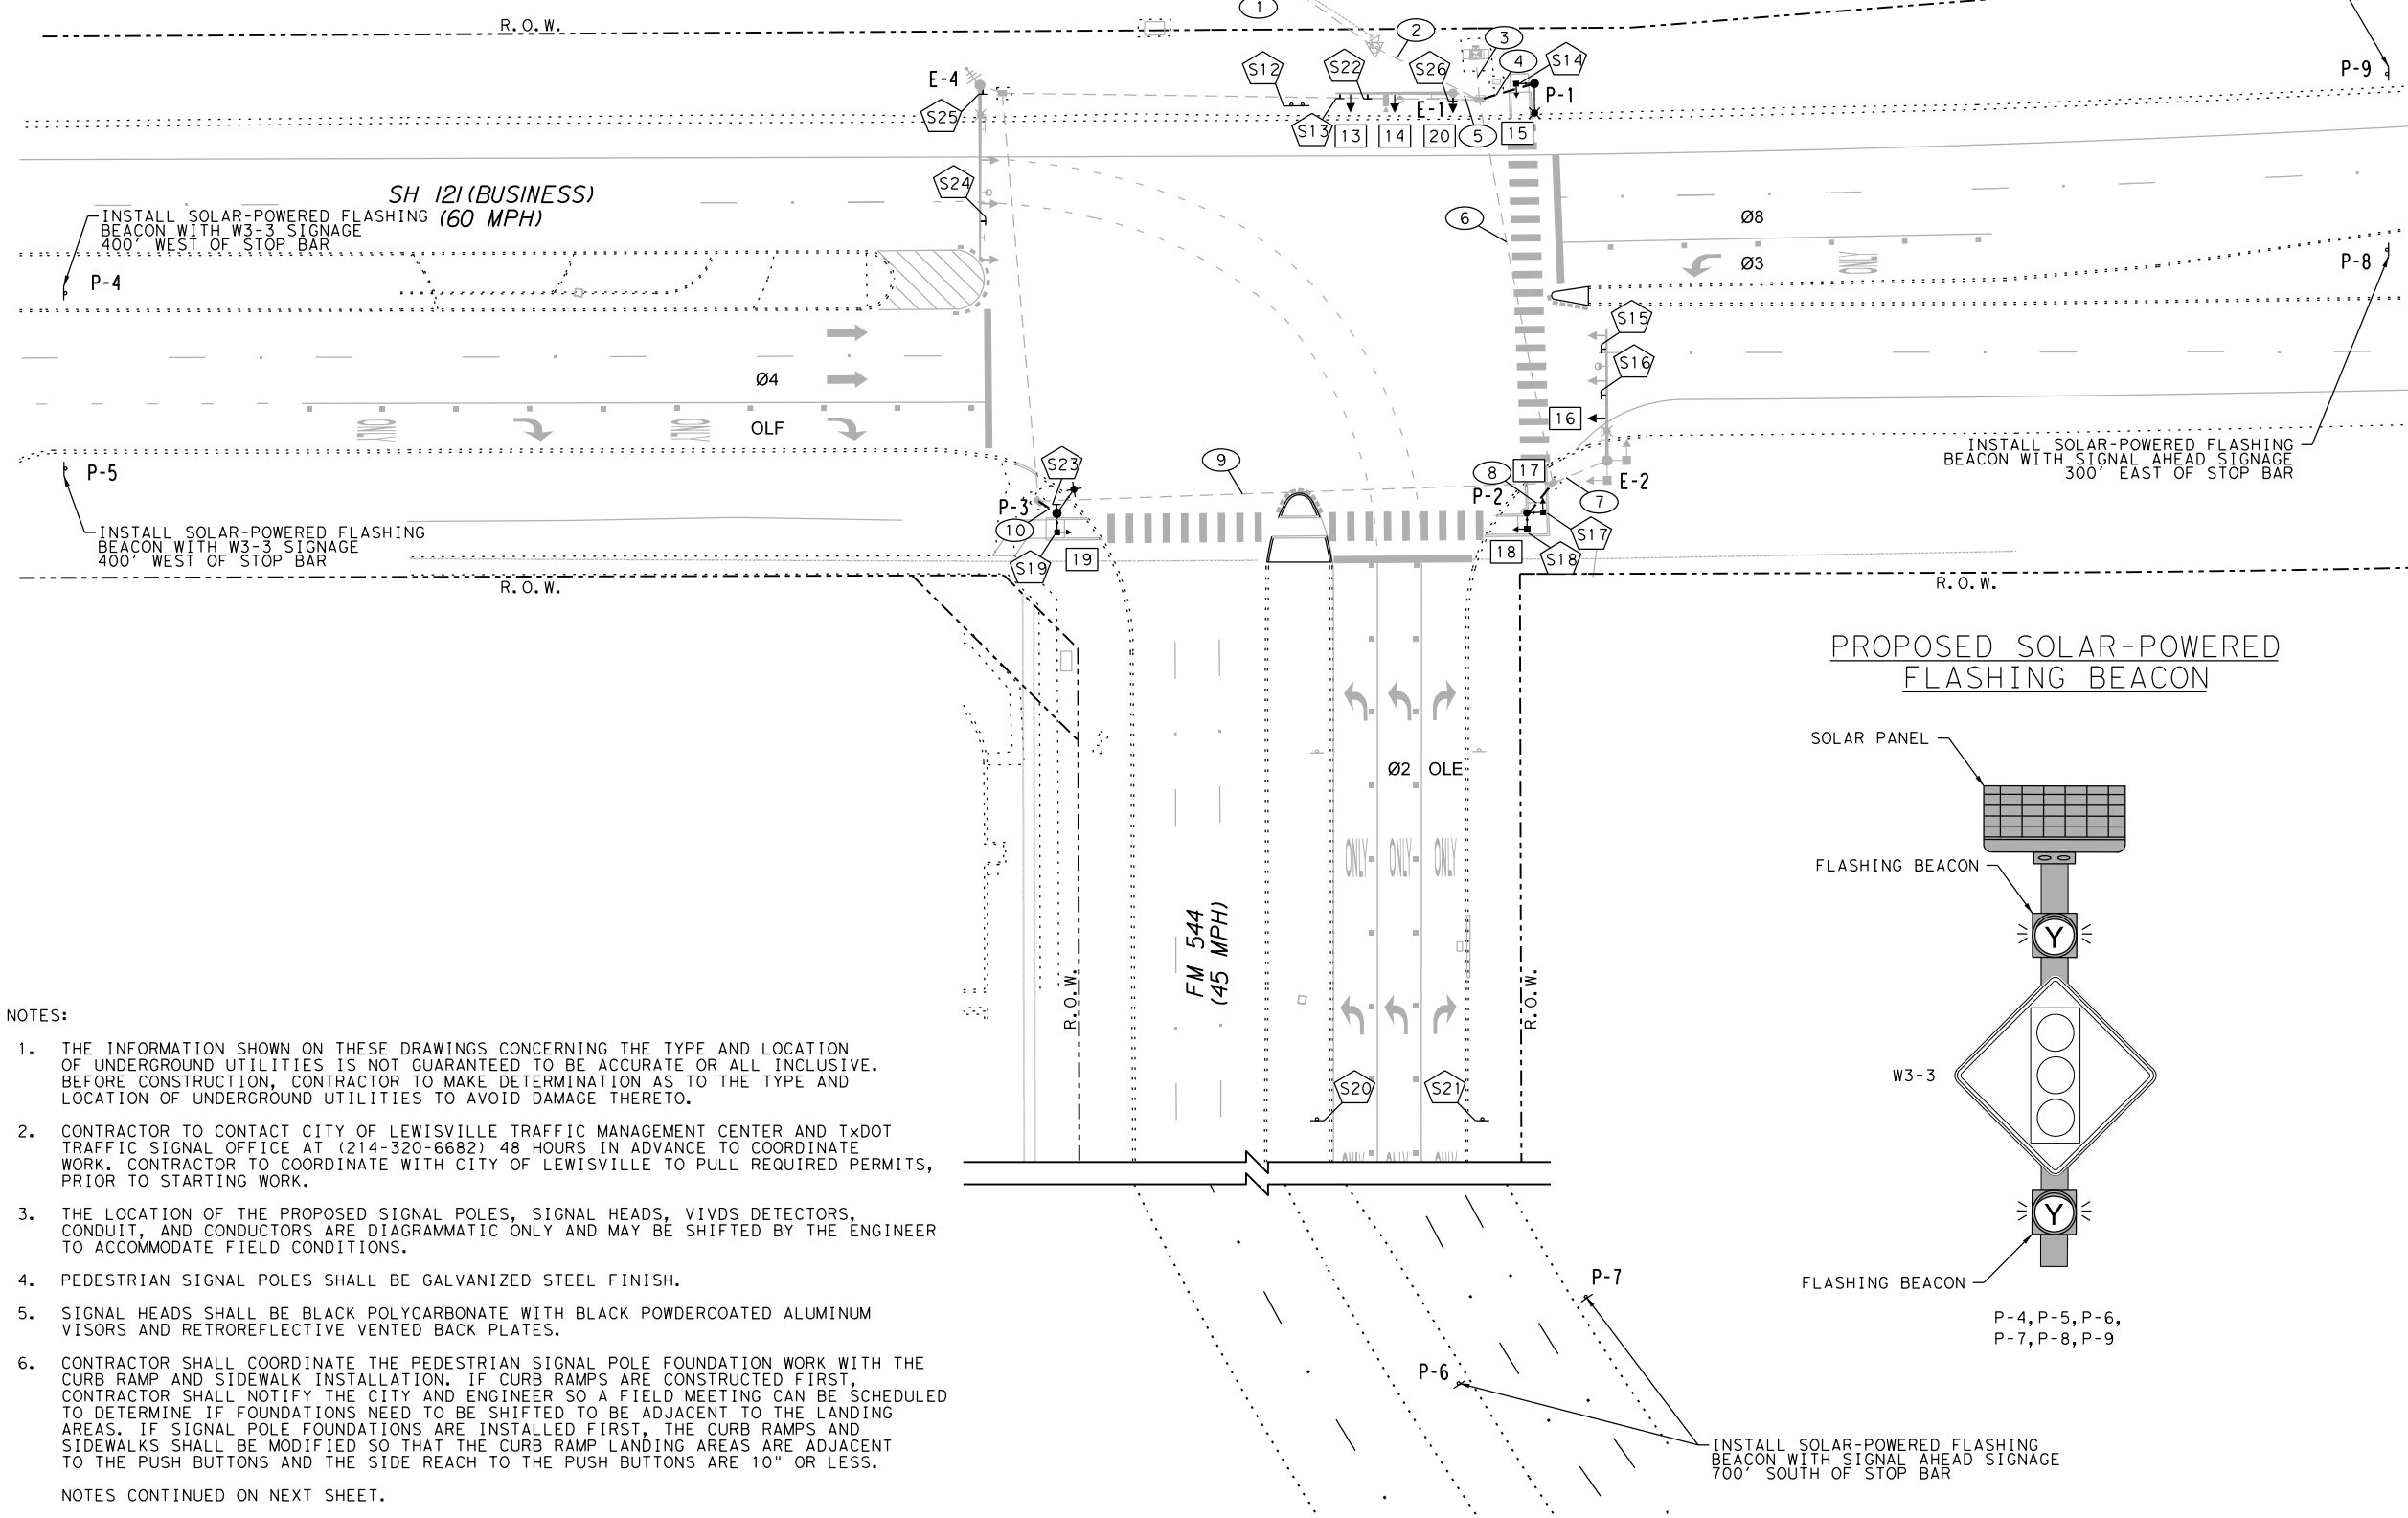 R.O.W.
1
2
3
4
S12
S22
S26
S14
E-4
P-1
P-9
S25
S13
13
14
E-1
20
5
15
S24
SH 121 (BUSINESS)
(60 MPH)
INSTALL SOLAR-POWERED FLASHING
BEACON WITH W3-3 SIGNAGE
400' WEST OF STOP BAR
P-4
6
Ø8
Ø3
ONLY
P-8
S15
S16
Ø4
OLF
ONLY
ONLY
16
INSTALL SOLAR-POWERED FLASHING
BEACON WITH SIGNAL AHEAD SIGNAGE
300' EAST OF STOP BAR
P-5
S23
9
8
17
E-2
P-2
7
P-3
10
S17
INSTALL SOLAR-POWERED FLASHING
BEACON WITH W3-3 SIGNAGE
400' WEST OF STOP BAR
S19
19
18
S18
R.O.W.
R.O.W.
PROPOSED SOLAR-POWERED
FLASHING BEACON
SOLAR PANEL
FLASHING BEACON
Y
W3-3
Y
FLASHING BEACON
P-4, P-5, P-6,
P-7, P-8, P-9
Ø2 OLE
ONLY ONLY ONLY
FM 544
(45 MPH)
R.O.W.
R.O.W.
S20
S21
ONLY ONLY ONLY
P-7
P-6
INSTALL SOLAR-POWERED FLASHING
BEACON WITH SIGNAL AHEAD SIGNAGE
700' SOUTH OF STOP BAR
NOTES:
1. THE INFORMATION SHOWN ON THESE DRAWINGS CONCERNING THE TYPE AND LOCATION
OF UNDERGROUND UTILITIES IS NOT GUARANTEED TO BE ACCURATE OR ALL INCLUSIVE.
BEFORE CONSTRUCTION, CONTRACTOR TO MAKE DETERMINATION AS TO THE TYPE AND
LOCATION OF UNDERGROUND UTILITIES TO AVOID DAMAGE THERETO.
2. CONTRACTOR TO CONTACT CITY OF LEWISVILLE TRAFFIC MANAGEMENT CENTER AND TxDOT
TRAFFIC SIGNAL OFFICE AT (214-320-6682) 48 HOURS IN ADVANCE TO COORDINATE
WORK. CONTRACTOR TO COORDINATE WITH CITY OF LEWISVILLE TO PULL REQUIRED PERMITS,
PRIOR TO STARTING WORK.
3. THE LOCATION OF THE PROPOSED SIGNAL POLES, SIGNAL HEADS, VIVDS DETECTORS,
CONDUIT, AND CONDUCTORS ARE DIAGRAMMATIC ONLY AND MAY BE SHIFTED BY THE ENGINEER
TO ACCOMMODATE FIELD CONDITIONS.
4. PEDESTRIAN SIGNAL POLES SHALL BE GALVANIZED STEEL FINISH.
5. SIGNAL HEADS SHALL BE BLACK POLYCARBONATE WITH BLACK POWDERCOATED ALUMINUM
VISORS AND RETROREFLECTIVE VENTED BACK PLATES.
6. CONTRACTOR SHALL COORDINATE THE PEDESTRIAN SIGNAL POLE FOUNDATION WORK WITH THE
CURB RAMP AND SIDEWALK INSTALLATION. IF CURB RAMPS ARE CONSTRUCTED FIRST,
CONTRACTOR SHALL NOTIFY THE CITY AND ENGINEER SO A FIELD MEETING CAN BE SCHEDULED
TO DETERMINE IF FOUNDATIONS NEED TO BE SHIFTED TO BE ADJACENT TO THE LANDING
AREAS. IF SIGNAL POLE FOUNDATIONS ARE INSTALLED FIRST, THE CURB RAMPS AND
SIDEWALKS SHALL BE MODIFIED SO THAT THE CURB RAMP LANDING AREAS ARE ADJACENT
TO THE PUSH BUTTONS AND THE SIDE REACH TO THE PUSH BUTTONS ARE 10" OR LESS.
NOTES CONTINUED ON NEXT SHEET.